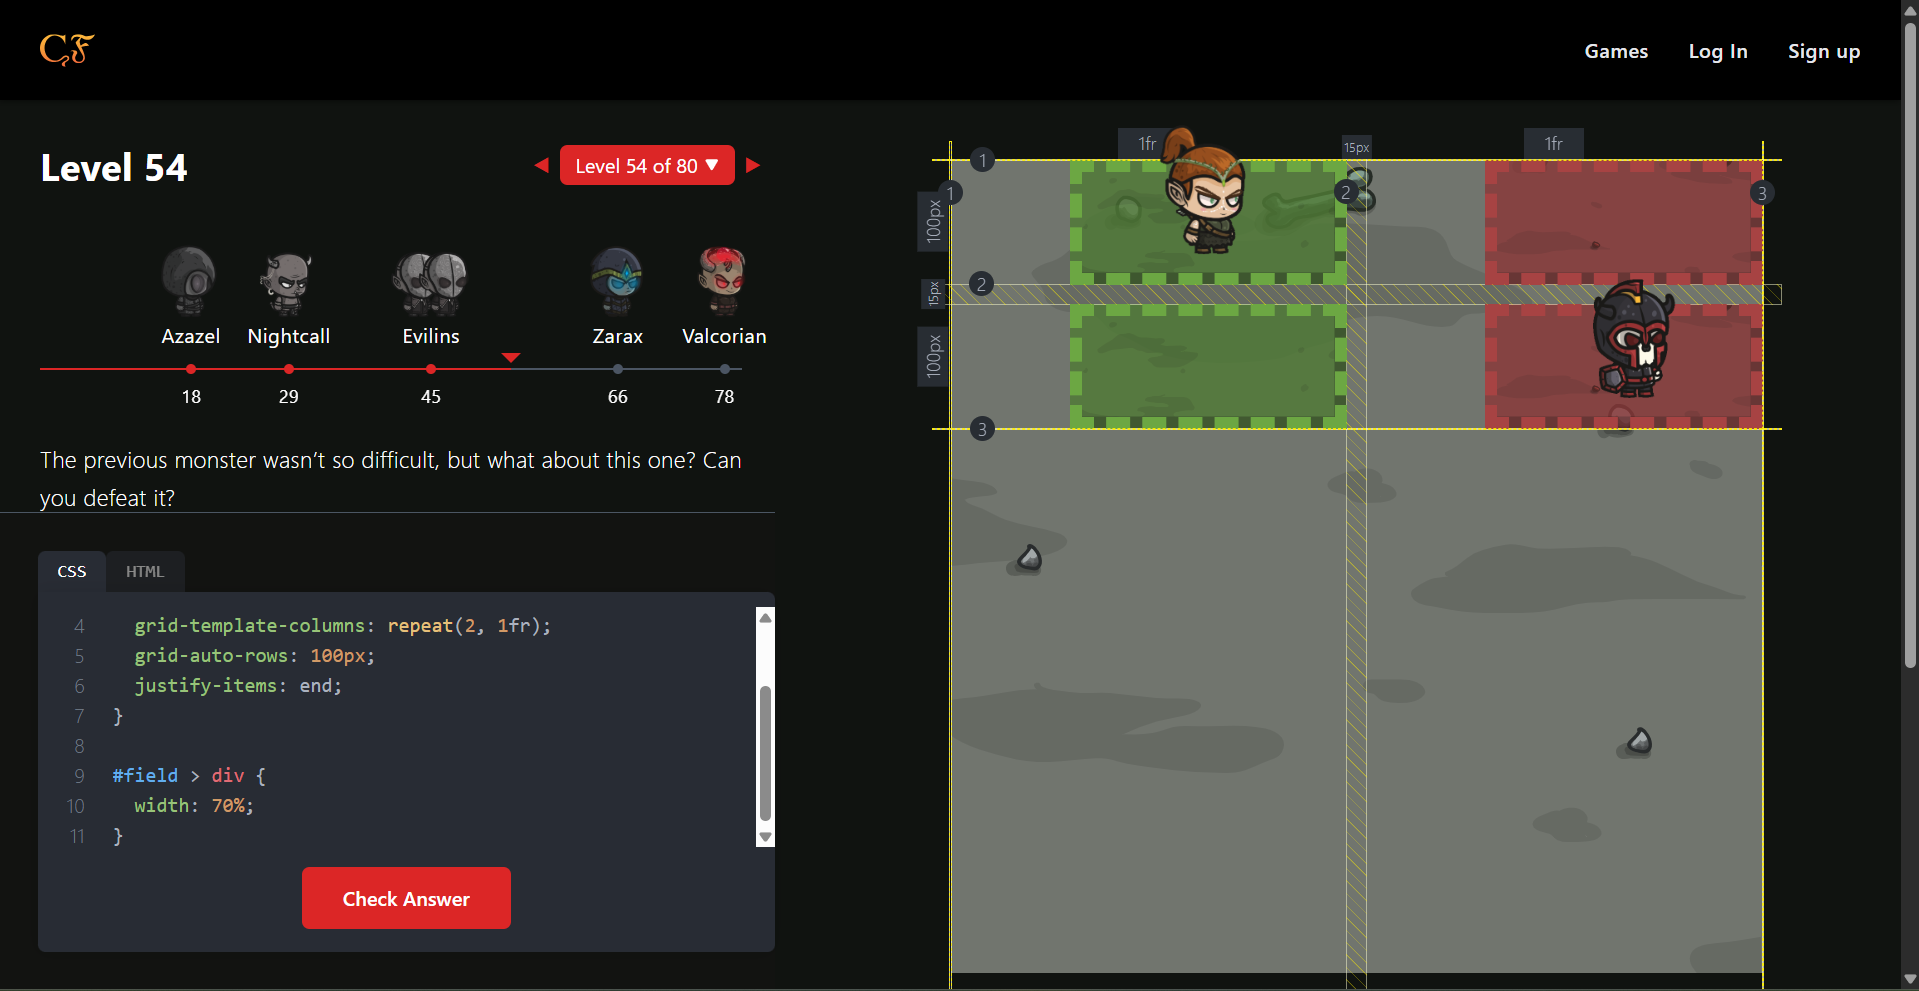 CF
Games
Log In
Sign up
Level 54
Level 54 of 80
Azazel
Nightcall
Evilins
Zarax
Valcorian
18
29
45
66
78
The previous monster wasn’t so difficult, but what about this one? Can
you defeat it?
CSS
HTML
4 grid-template-columns: repeat(2, 1fr);
5 grid-auto-rows: 100px;
6 justify-items: end;
7 }
8
9 #field > div {
10 width: 70%;
11 }
Check Answer
1fr
15px
1fr
1
1
2
3
100px
2
15px
100px
3